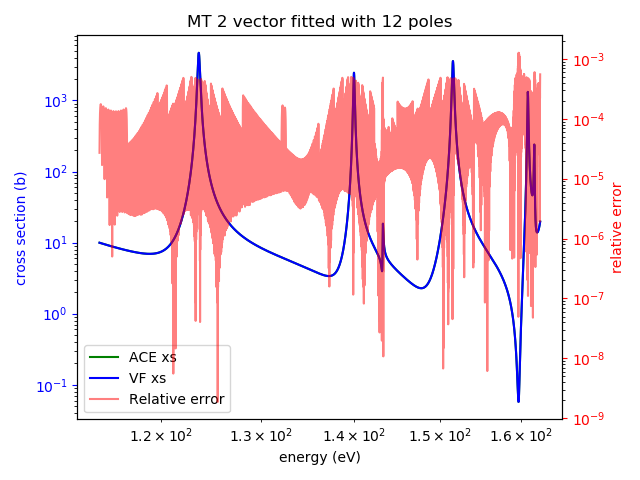 MT 2 vector fitted with 12 poles
10³
10²
10¹
10⁰
10⁻¹
cross section (b)
10⁻³
10⁻⁴
10⁻⁵
10⁻⁶
10⁻⁷
10⁻⁸
10⁻⁹
relative error
ACE xs
VF xs
Relative error
1.2 × 10² 1.3 × 10² 1.4 × 10² 1.5 × 10² 1.6 × 10²
energy (eV)